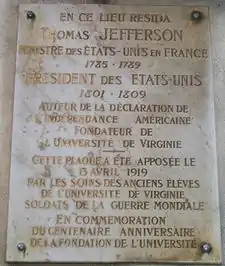 EN CE LIEU RESIDA
THOMAS JEFFERSON
MINISTRE DES ÉTATS-UNIS EN FRANCE
1785-1789
PRÉSIDENT DES ÉTATS-UNIS
1801-1809
AUTEUR DE LA DÉCLARATION DE
L'INDÉPENDANCE AMÉRICAINE
FONDATEUR DE
L'UNIVERSITÉ DE VIRGINIE
CETTE PLAQUE A ÉTÉ APPOSÉE LE
13 AVRIL 1919
PAR LES SOINS DES ANCIENS ÉLÈVES
DE L'UNIVERSITÉ DE VIRGINIE
SOLDATS DE LA GUERRE MONDIALE
EN COMMEMORATION
DU CENTENAIRE ANNIVERSAIRE
DE LA FONDATION DE L'UNIVERSITÉ